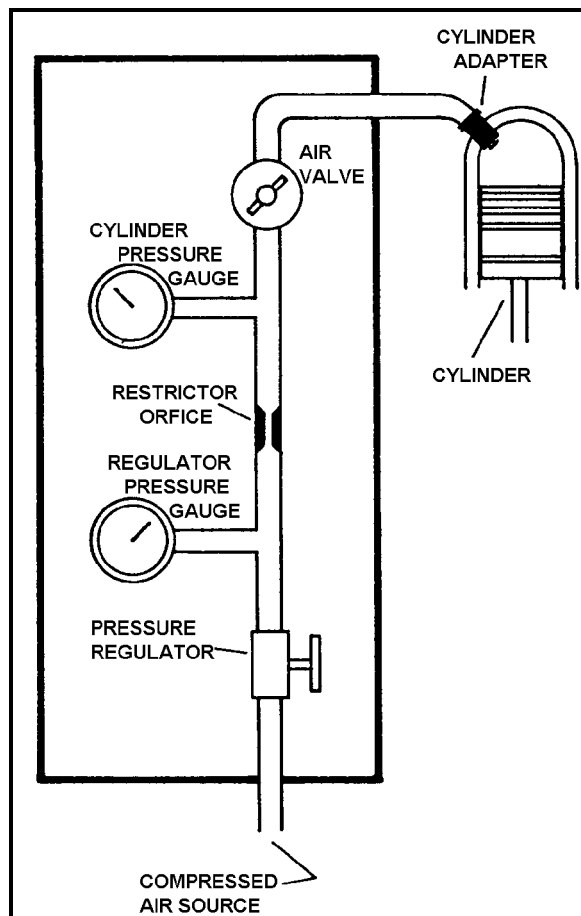 CYLINDER
ADAPTER
AIR
VALVE
CYLINDER
PRESSURE
GAUGE
CYLINDER
RESTRICTOR
ORFICE
REGULATOR
PRESSURE
GAUGE
PRESSURE
REGULATOR
COMPRESSED
AIR SOURCE